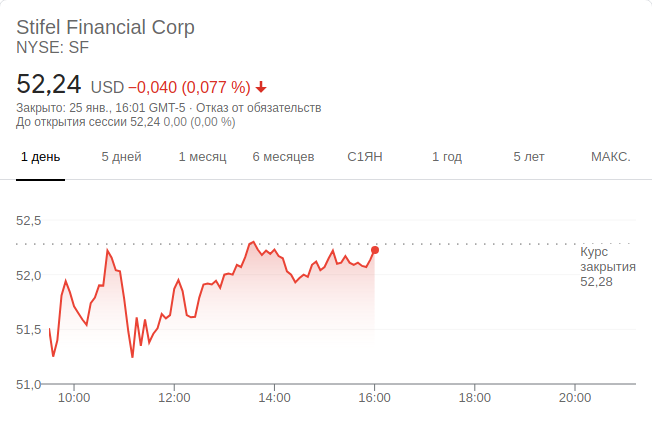 Stifel Financial Corp
NYSE: SF
52,24 USD −0,040 (0,077 %)
Закрыто: 25 янв., 16:01 GMT-5 · Отказ от обязательств
До открытия сессии 52,24 0,00 (0,00 %)
1 день 5 дней 1 месяц 6 месяцев С1ЯН 1 год 5 лет МАКС.
52,5
Курс
закрытия
52,28
52,0
51,5
51,0
10:00 12:00 14:00 16:00 18:00 20:00